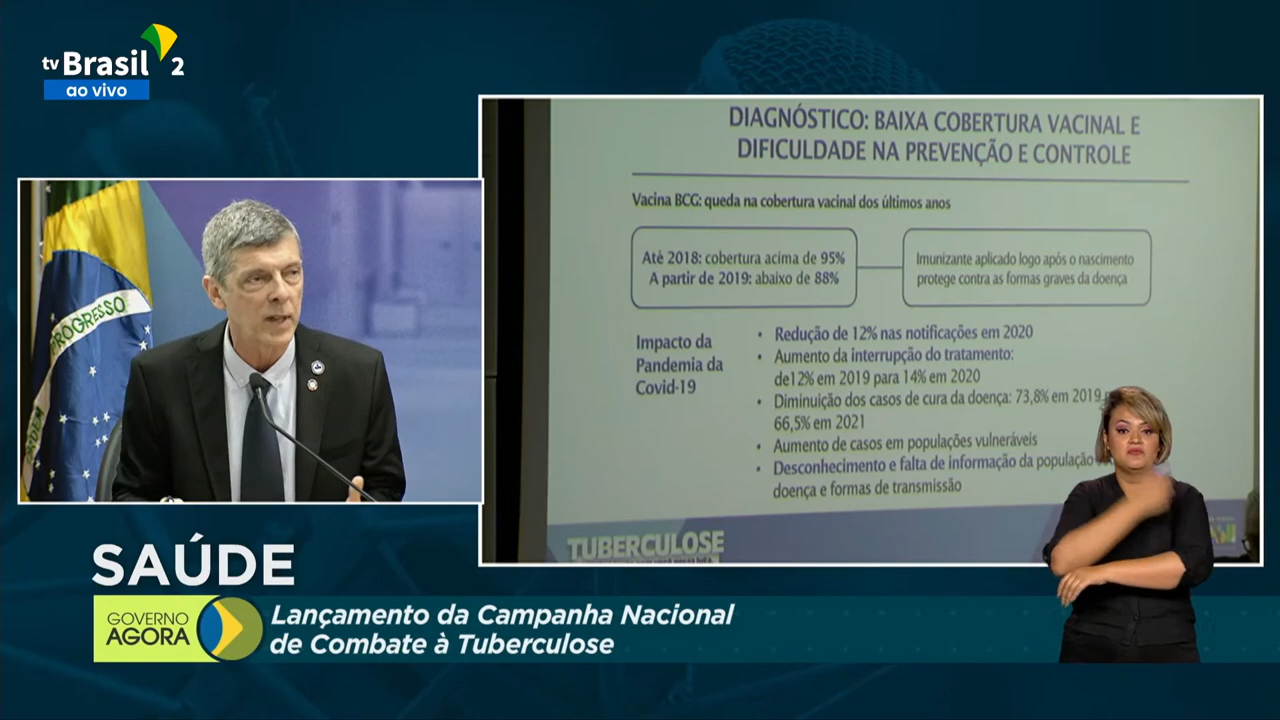 tv Brasil 2
ao vivo
DIAGNÓSTICO: BAIXA COBERTURA VACINAL E
DIFICULDADE NA PREVENÇÃO E CONTROLE
Vacina BCG: queda na cobertura vacinal dos últimos anos
Até 2018: cobertura acima de 95%
A partir de 2019: abaixo de 88%
Imunizante aplicado logo após o nascimento
protege contra as formas graves da doença
Impacto da
Pandemia da
Covid-19
• Redução de 12% nas notificações em 2020
• Aumento da interrupção do tratamento:
de12% em 2019 para 14% em 2020
• Diminuição dos casos de cura da doença: 73,8% em 2019
66,5% em 2021
• Aumento de casos em populações vulneráveis
• Desconhecimento e falta de informação da população
doença e formas de transmissão
TUBERCULOSE
PROGRESSO
ORDEM
SAÚDE
GOVERNO
AGORA
Lançamento da Campanha Nacional
de Combate à Tuberculose